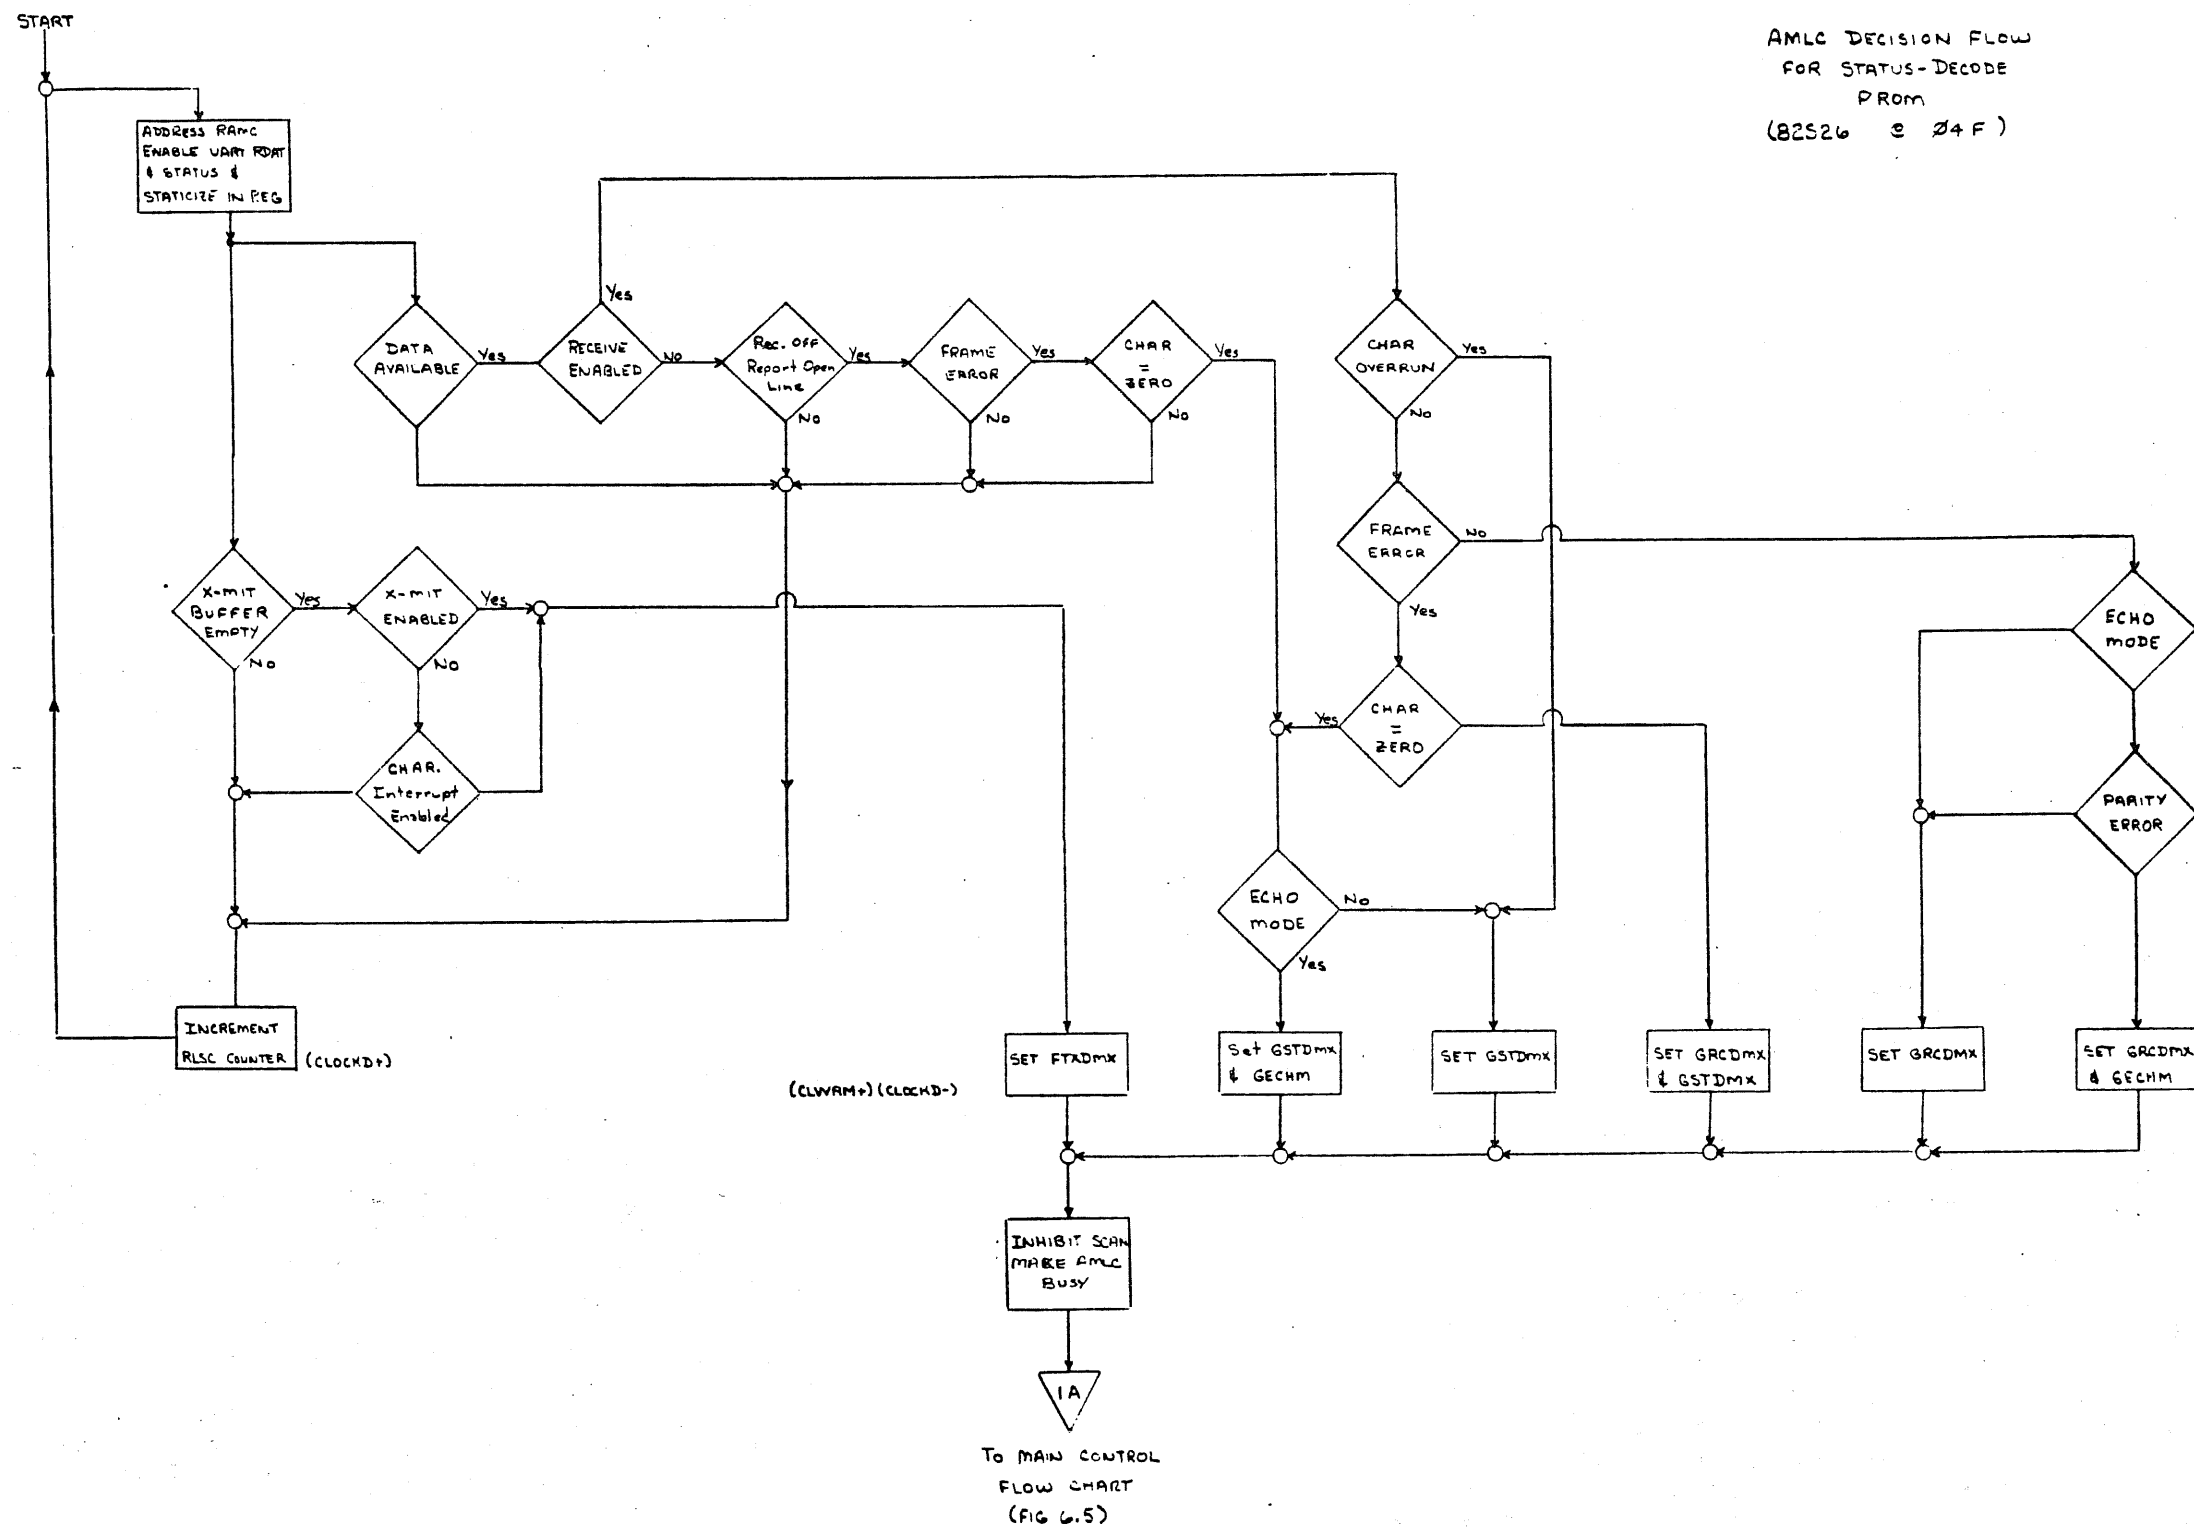 START
AMLC DECISION FLOW
FOR STATUS-DECODE
PROM
(82S26 @ Ø4F)
ADDRESS RAMC
ENABLE UART RDAT
& STATUS &
STATICIZE IN REG
DATA
AVAILABLE
Yes
RECEIVE
ENABLED
Yes
No
Rec. OFF
Report Open
Line
Yes
No
FRAME
ERROR
Yes
No
CHAR
=
ZERO
Yes
No
CHAR
OVERRUN
Yes
No
FRAME
ERROR
No
Yes
X-MIT
BUFFER
EMPTY
Yes
No
X-MIT
ENABLED
Yes
No
ECHO
MODE
CHAR
=
ZERO
Yes
CHAR.
Interrupt
Enabled
PARITY
ERROR
ECHO
MODE
No
Yes
INCREMENT
RLSC COUNTER
(CLOCKD+)
(CLWRM+)(CLOCKD-)
SET FTXDMX
Set GSTDMX
& GECHM
SET GSTDMX
SET GRCDMX
& GSTDMX
SET GRCDMX
SET GRCDMX
& GECHM
INHIBIT SCAN
MAKE AMLC
BUSY
1A
TO MAIN CONTROL
FLOW CHART
(FIG 6.5)